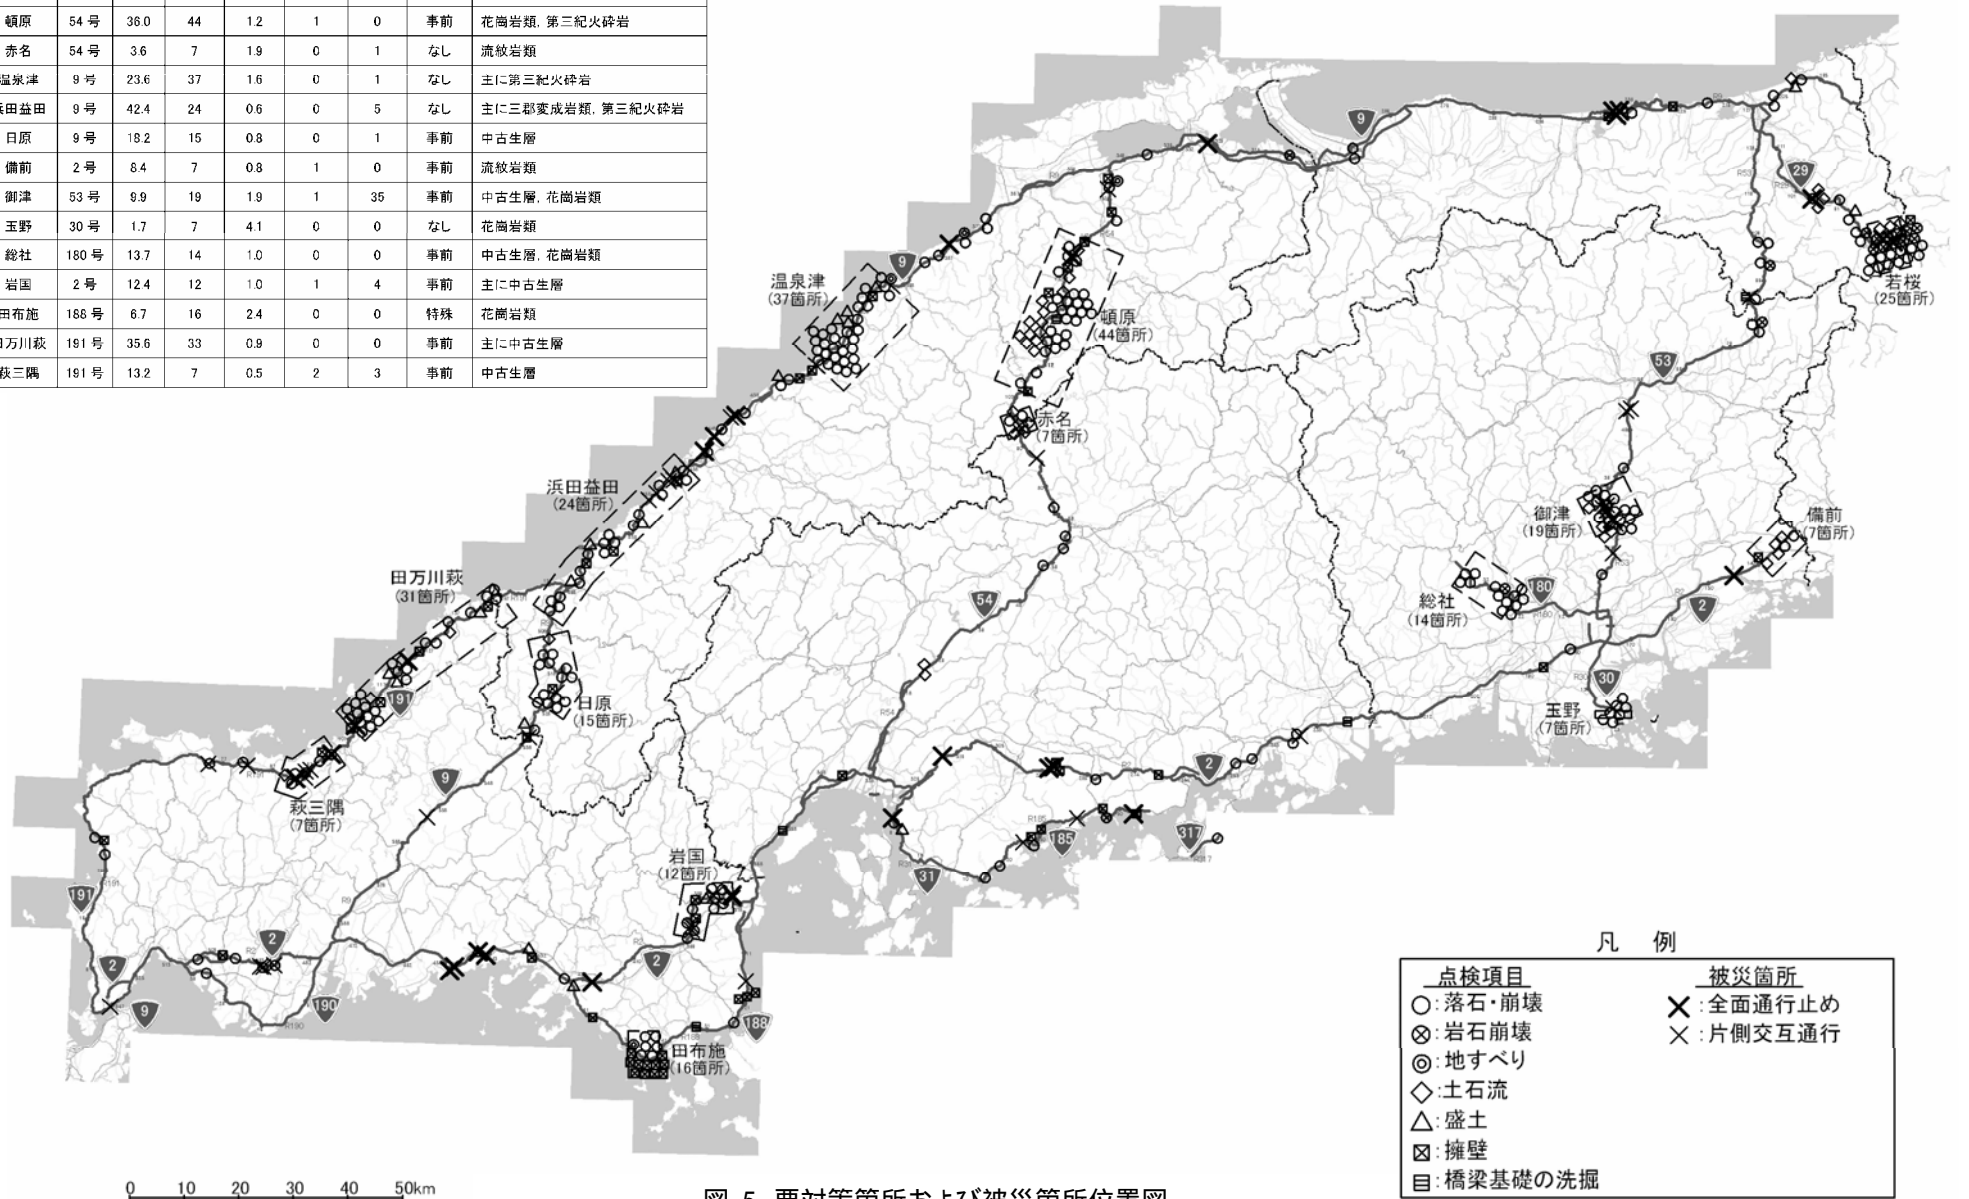 頓原 54号 36.0 44 1.2 1 0 事前 花崗岩類, 第三紀火砕岩
赤名 54号 3.6 7 1.9 0 1 なし 流紋岩類
温泉津 9号 23.6 37 1.6 0 1 なし 主に第三紀火砕岩
浜田益田 9号 42.4 24 0.6 0 5 なし 主に三郡変成岩類, 第三紀火砕岩
日原 9号 18.2 15 0.8 0 1 事前 中古生層
備前 2号 8.4 7 0.8 1 0 事前 流紋岩類
御津 53号 9.9 19 1.9 1 35 事前 中古生層, 花崗岩類
玉野 30号 1.7 7 4.1 0 0 なし 花崗岩類
総社 180号 13.7 14 1.0 0 0 事前 中古生層, 花崗岩類
岩国 2号 12.4 12 1.0 1 4 事前 主に中古生層
田布施 188号 6.7 16 2.4 0 0 特殊 花崗岩類
田万川萩 191号 35.6 33 0.9 0 0 事前 主に中古生層
萩三隅 191号 13.2 7 0.5 2 3 事前 中古生層
9
29
若桜
(25箇所)
9
温泉津
(37箇所)
頓原
(44箇所)
53
赤名
(7箇所)
浜田益田
(24箇所)
御津
(19箇所)
備前
(7箇所)
田万川萩
(31箇所)
54
180
総社
(14箇所)
2
191
日原
(15箇所)
30
玉野
(7箇所)
9
2
萩三隅
(7箇所)
185
317
岩国
(12箇所)
31
191
2
2
2
9
190
188
田布施
(16箇所)
凡 例
点検項目 被災箇所
○:落石・崩壊 ×:全面通行止め
⊗:岩石崩壊 ×:片側交互通行
◎:地すべり
◇:土石流
△:盛土
⊠:擁壁
⊟:橋梁基礎の洗掘
0 10 20 30 40 50km
図-5 要対策箇所および被災箇所位置図